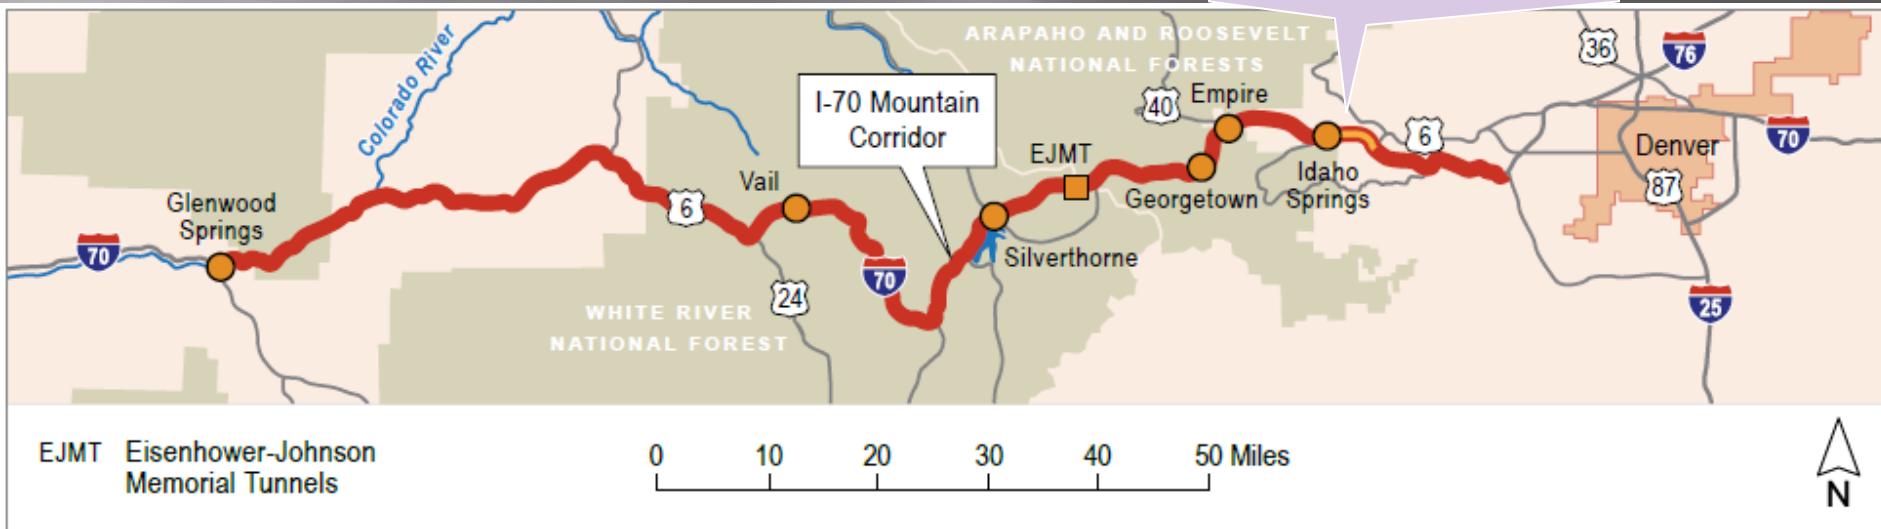 ARAPAHO AND ROOSEVELT
NATIONAL FORESTS
36
76
Colorado River
I-70 Mountain
Corridor
40
Empire
6
70
Denver
EJMT
Vail
Idaho
Springs
Georgetown
87
Glenwood
Springs
6
70
Silverthorne
70
24
25
WHITE RIVER
NATIONAL FOREST
EJMT Eisenhower-Johnson
Memorial Tunnels
0 10 20 30 40 50 Miles
N